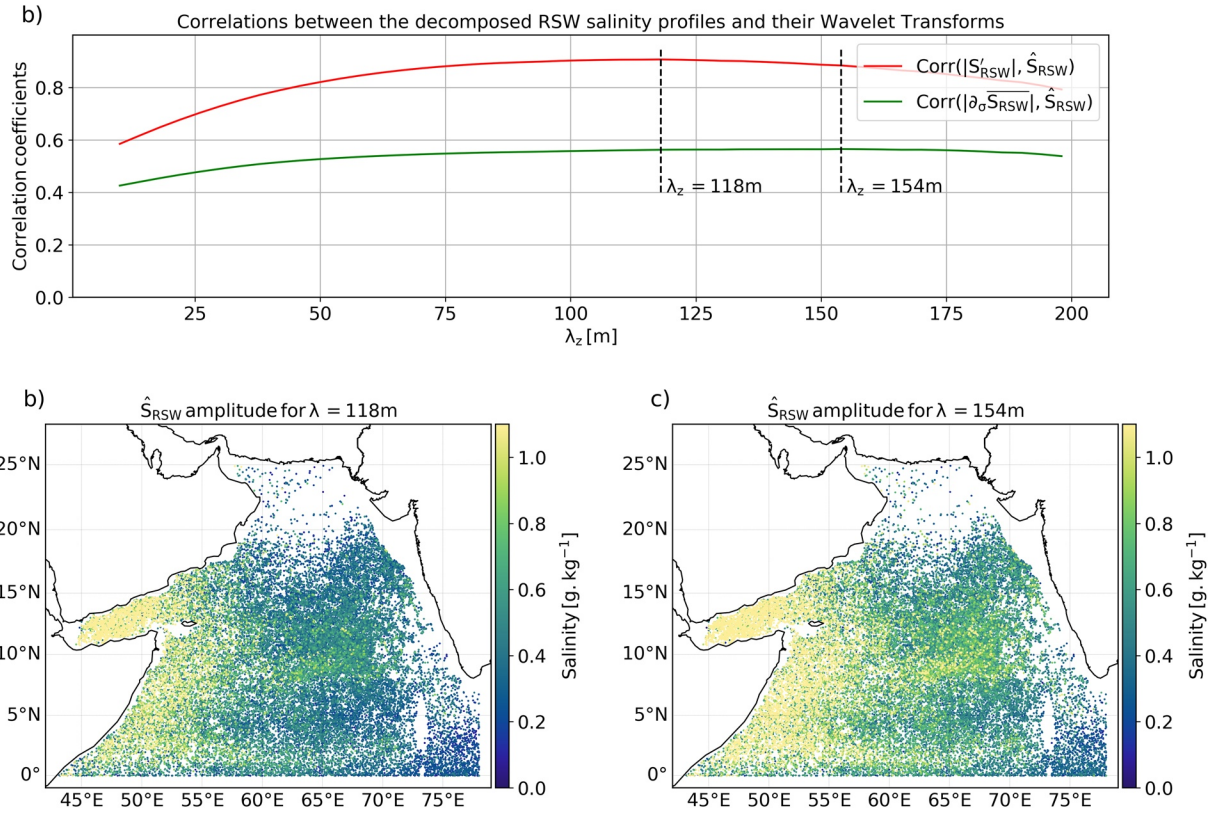 b)
Correlations between the decomposed RSW salinity profiles and their Wavelet Transforms
Correlation coefficients
0.8
0.6
0.4
0.2
0.0
Corr(|S′RSW|, ŜRSW)
Corr(|∂σS̅RSW|, ŜRSW)
λz = 118m
λz = 154m
25 50 75 100 125 150 175 200
λz [m]
b)
ŜRSW amplitude for λ = 118m
25°N
20°N
15°N
10°N
5°N
0°
45°E 50°E 55°E 60°E 65°E 70°E 75°E
1.0
0.8
0.6
0.4
0.2
0.0
Salinity [g. kg⁻¹]
c)
ŜRSW amplitude for λ = 154m
25°N
20°N
15°N
10°N
5°N
0°
45°E 50°E 55°E 60°E 65°E 70°E 75°E
1.0
0.8
0.6
0.4
0.2
0.0
Salinity [g. kg⁻¹]